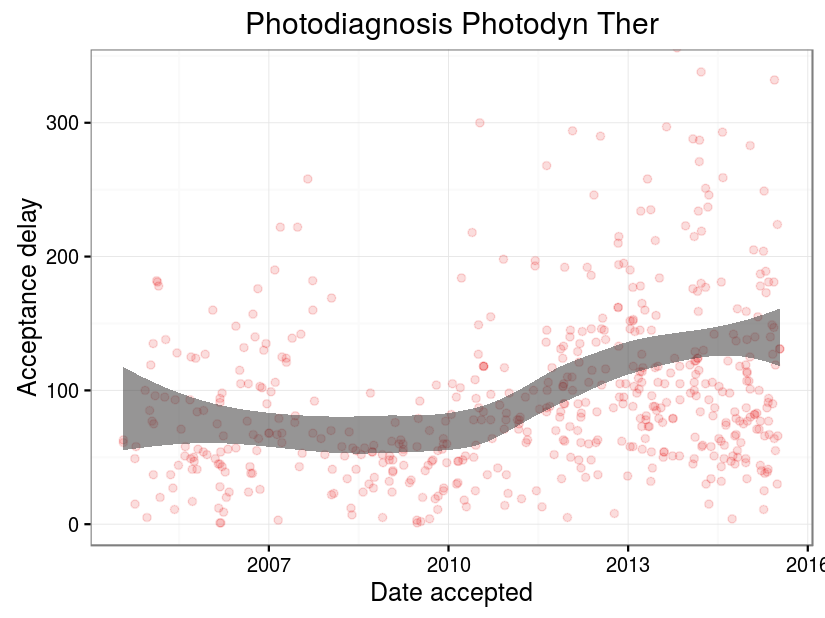 Photodiagnosis Photodyn Ther
Acceptance delay
300
200
100
0
2007 2010 2013 2016
Date accepted